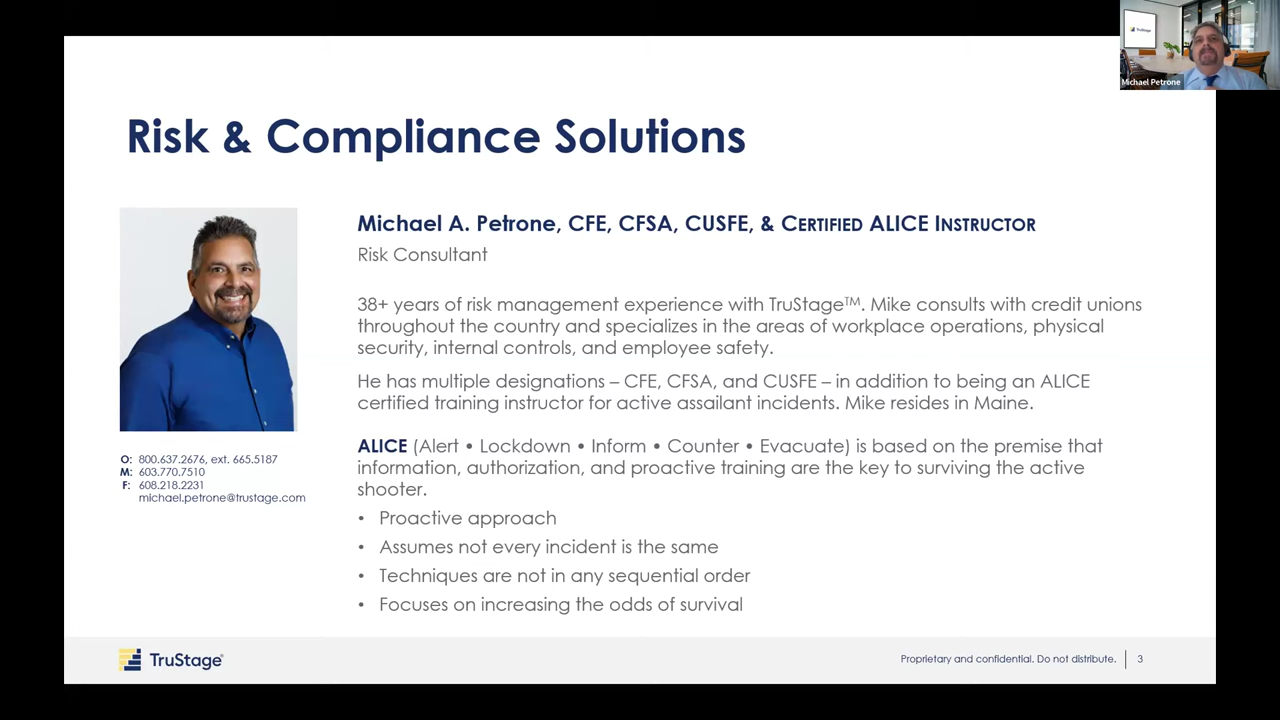 TruStage
Michael Petrone
Risk & Compliance Solutions
Michael A. Petrone, CFE, CFSA, CUSFE, & CERTIFIED ALICE INSTRUCTOR
Risk Consultant
38+ years of risk management experience with TruStage™. Mike consults with credit unions
throughout the country and specializes in the areas of workplace operations, physical
security, internal controls, and employee safety.
He has multiple designations – CFE, CFSA, and CUSFE – in addition to being an ALICE
certified training instructor for active assailant incidents. Mike resides in Maine.
ALICE (Alert • Lockdown • Inform • Counter • Evacuate) is based on the premise that
information, authorization, and proactive training are the key to surviving the active
shooter.
• Proactive approach
• Assumes not every incident is the same
• Techniques are not in any sequential order
• Focuses on increasing the odds of survival
O: 800.637.2676, ext. 665.5187
M: 603.770.7510
F: 608.218.2231
michael.petrone@trustage.com
TruStage
Proprietary and confidential. Do not distribute. | 3